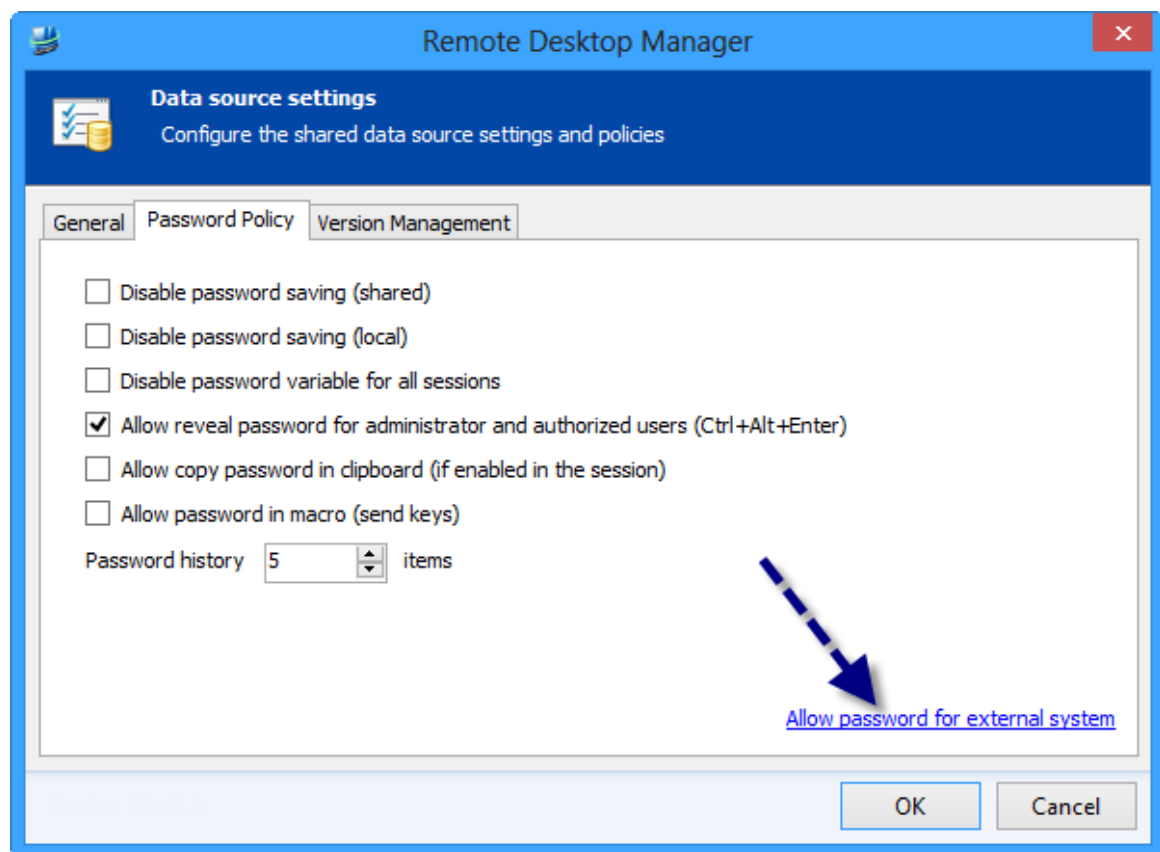 Remote Desktop Manager
Data source settings
Configure the shared data source settings and policies
General Password Policy Version Management
Disable password saving (shared)
Disable password saving (local)
Disable password variable for all sessions
Allow reveal password for administrator and authorized users (Ctrl+Alt+Enter)
Allow copy password in clipboard (if enabled in the session)
Allow password in macro (send keys)
Password history 5 items
Allow password for external system
OK Cancel